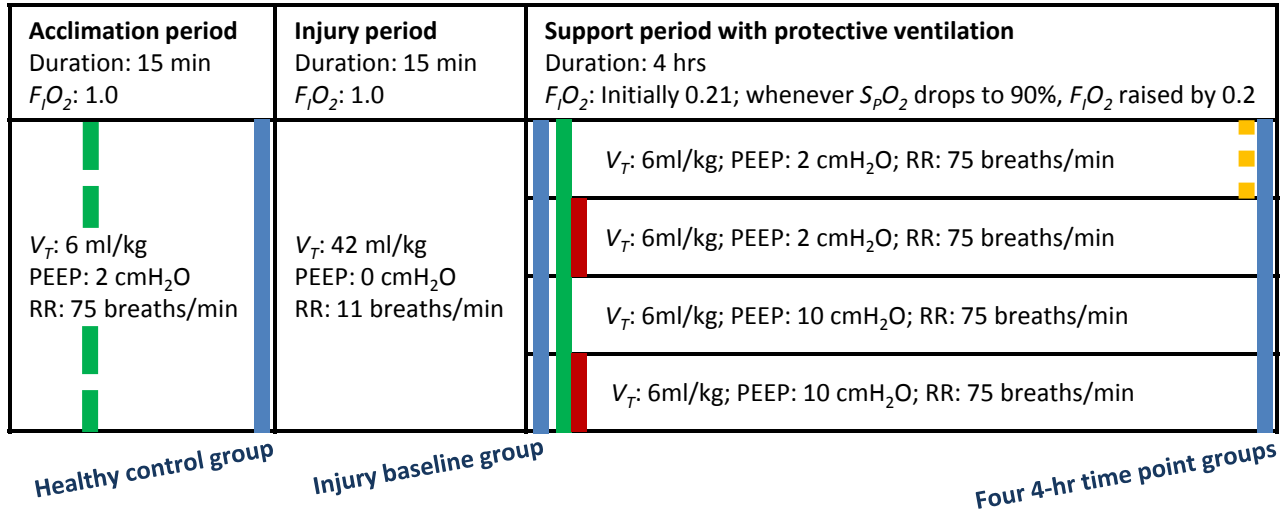 Acclimation period
Duration: 15 min
FIO2: 1.0
Injury period
Duration: 15 min
FIO2: 1.0
Support period with protective ventilation
Duration: 4 hrs
FIO2: Initially 0.21; whenever SPO2 drops to 90%, FIO2 raised by 0.2
VT: 6 ml/kg
PEEP: 2 cmH2O
RR: 75 breaths/min
VT: 42 ml/kg
PEEP: 0 cmH2O
RR: 11 breaths/min
VT: 6ml/kg; PEEP: 2 cmH2O; RR: 75 breaths/min
VT: 6ml/kg; PEEP: 2 cmH2O; RR: 75 breaths/min
VT: 6ml/kg; PEEP: 10 cmH2O; RR: 75 breaths/min
VT: 6ml/kg; PEEP: 10 cmH2O; RR: 75 breaths/min
Healthy control group
Injury baseline group
Four 4-hr time point groups